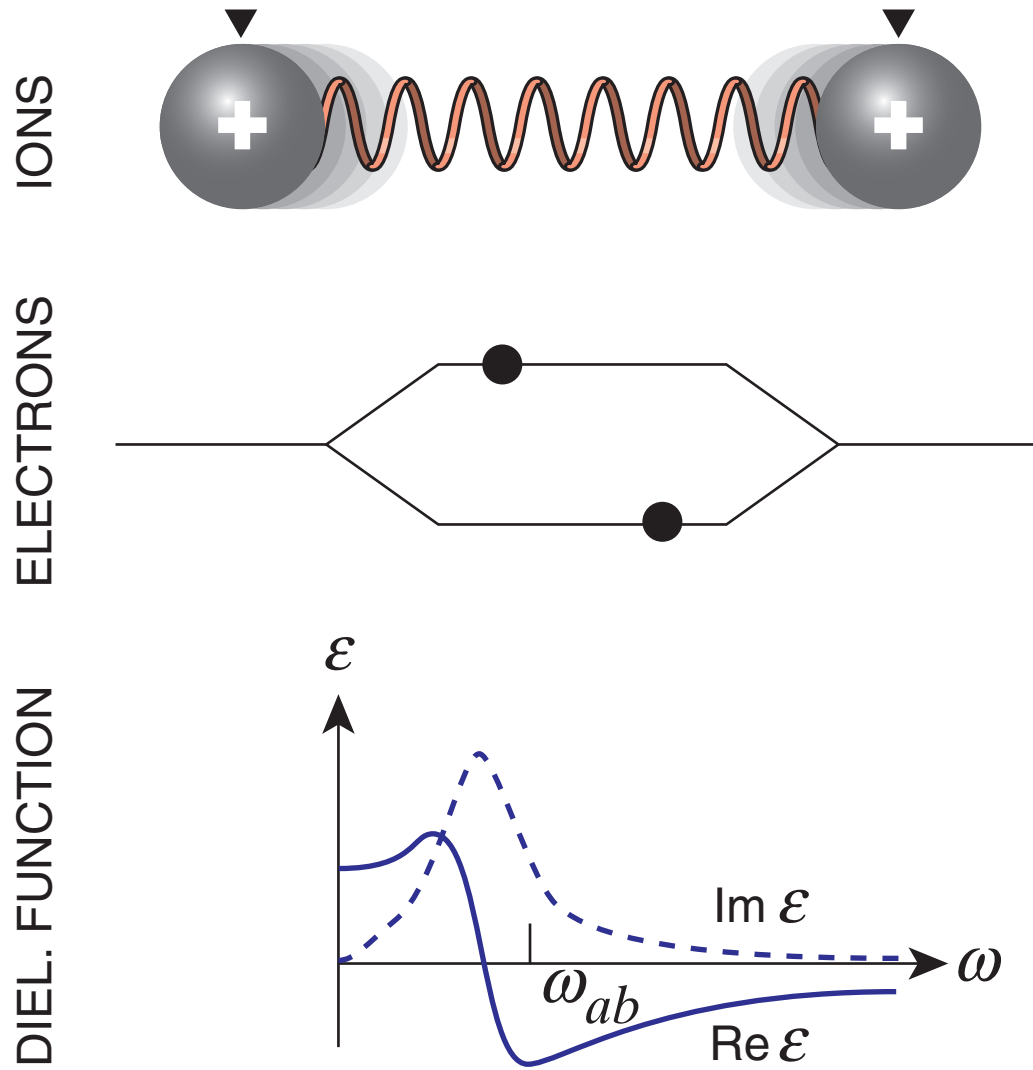 IONS
+ +
ELECTRONS
DIEL. FUNCTION
ε
Im ε
ω
ω_ab
Re ε